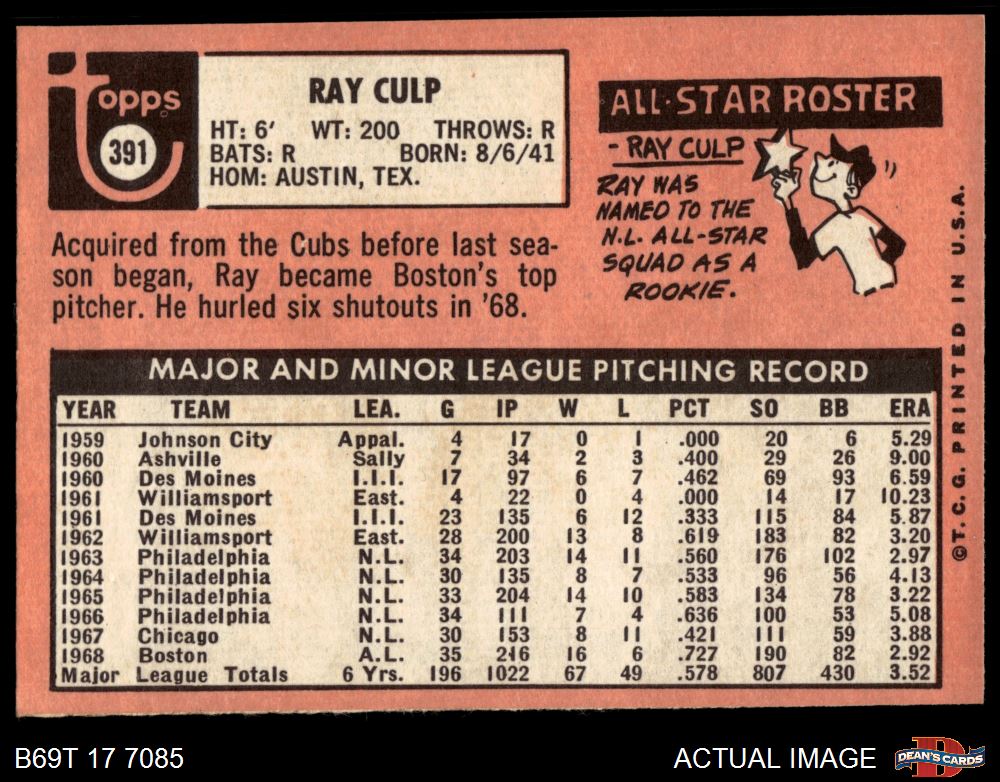 topps
391
RAY CULP
HT: 6' WT: 200 THROWS: R
BATS: R BORN: 8/6/41
HOM: AUSTIN, TEX.
Acquired from the Cubs before last sea-
son began, Ray became Boston's top
pitcher. He hurled six shutouts in '68.
ALL-STAR ROSTER
- RAY CULP
RAY WAS
NAMED TO THE
N.L. ALL-STAR
SQUAD AS A
ROOKIE.
MAJOR AND MINOR LEAGUE PITCHING RECORD
YEAR TEAM LEA. G IP W L PCT SO BB ERA
1959 Johnson City Appal. 4 17 0 1 .000 20 6 5.29
1960 Ashville Sally 7 34 2 3 .400 29 26 9.00
1960 Des Moines I.I.I. 17 97 6 7 .462 69 93 6.59
1961 Williamsport East. 4 22 0 4 .000 14 17 10.23
1961 Des Moines I.I.I. 23 135 6 12 .333 115 84 5.87
1962 Williamsport East. 28 200 13 8 .619 183 82 3.20
1963 Philadelphia N.L. 34 203 14 11 .560 176 102 2.97
1964 Philadelphia N.L. 30 135 8 7 .533 96 56 4.13
1965 Philadelphia N.L. 33 204 14 10 .583 134 78 3.22
1966 Philadelphia N.L. 34 111 7 4 .636 100 53 5.08
1967 Chicago N.L. 30 153 8 11 .421 111 59 3.88
1968 Boston A.L. 35 216 16 6 .727 190 82 2.92
Major League Totals 6 Yrs. 196 1022 67 49 .578 807 430 3.52
©T. C. G. PRINTED IN U.S.A.
B69T 17 7085
ACTUAL IMAGE
D
DEAN'S CARDS